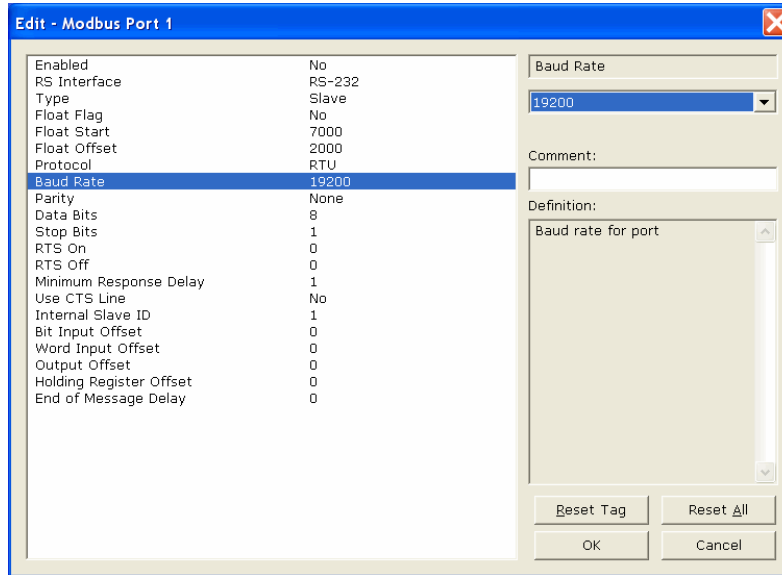 Edit - Modbus Port 1
Enabled No
RS Interface RS-232
Type Slave
Float Flag No
Float Start 7000
Float Offset 2000
Protocol RTU
Baud Rate 19200
Parity None
Data Bits 8
Stop Bits 1
RTS On 0
RTS Off 0
Minimum Response Delay 1
Use CTS Line No
Internal Slave ID 1
Bit Input Offset 0
Word Input Offset 0
Output Offset 0
Holding Register Offset 0
End of Message Delay 0
Baud Rate
19200
Comment:
Definition:
Baud rate for port
Reset Tag
Reset All
OK
Cancel